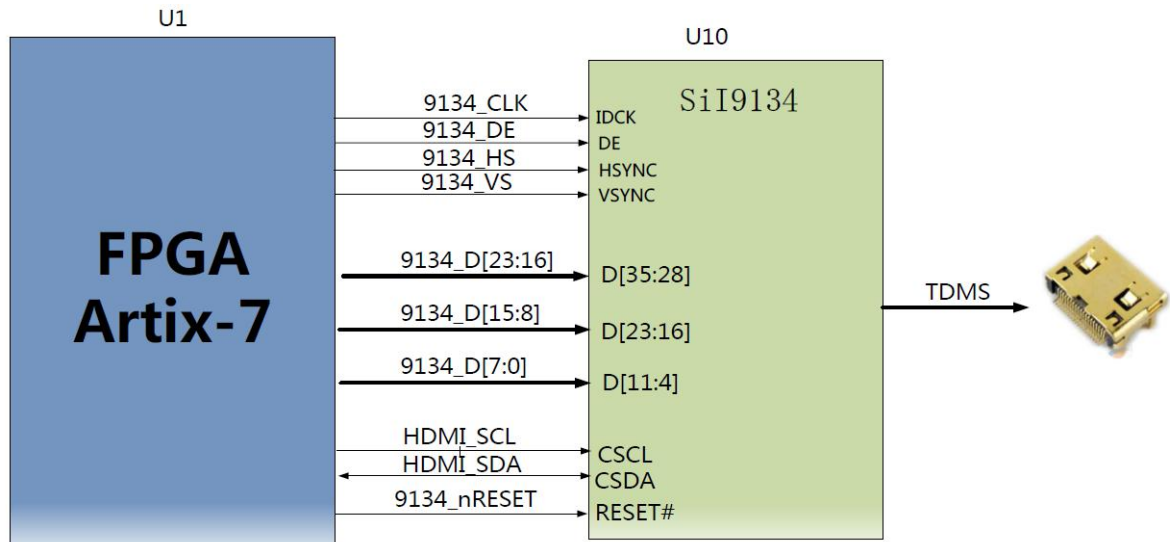 U1
U10
SiI9134
9134_CLK
IDCK
9134_DE
DE
9134_HS
HSYNC
9134_VS
VSYNC
FPGA
Artix-7
9134_D[23:16]
D[35:28]
TDMS
9134_D[15:8]
D[23:16]
9134_D[7:0]
D[11:4]
HDMI_SCL
CSCL
HDMI_SDA
CSDA
9134_nRESET
RESET#